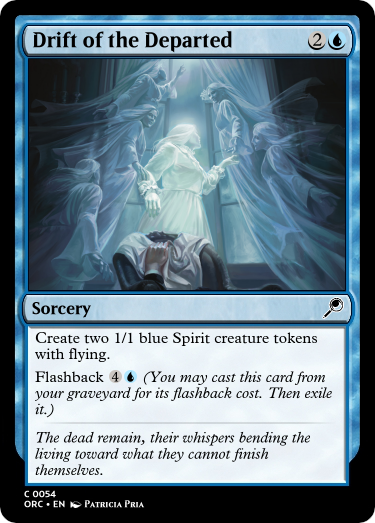 Drift of the Departed 2
Sorcery
Create two 1/1 blue Spirit creature tokens
with flying.
Flashback 4 (You may cast this card from
your graveyard for its flashback cost. Then exile
it.)
The dead remain, their whispers bending the
living toward what they cannot finish
themselves.
C 0054
ORC • EN Patricia Pria